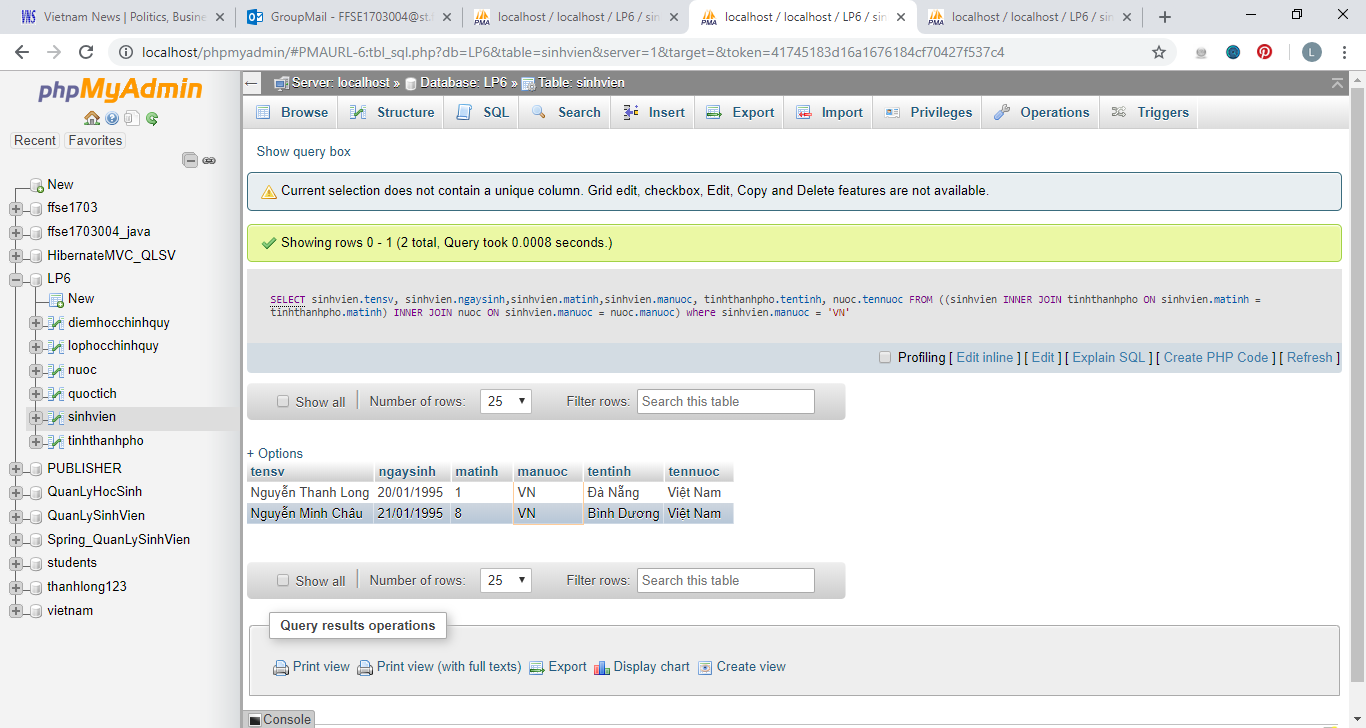 Vietnam News | Politics, Busine
GroupMail - FFSE1703004@st.
localhost / localhost / LP6 / sin
localhost / localhost / LP6 / sin
localhost / localhost / LP6 / sin
localhost/phpmyadmin/#PMAURL-6:tbl_sql.php?db=LP6&table=sinhvien&server=1&target=&token=41745183d16a1676184cf70427f537c4
L
phpMyAdmin
Recent Favorites
New
ffse1703
ffse1703004_java
HibernateMVC_QLSV
LP6
New
diemhocchinhquy
lophocchinhquy
nuoc
quoctich
sinhvien
tinhthanhpho
PUBLISHER
QuanLyHocSinh
QuanLySinhVien
Spring_QuanLySinhVien
students
thanhlong123
vietnam
Server: localhost » Database: LP6 » Table: sinhvien
Browse Structure SQL Search Insert Export Import Privileges Operations Triggers
Show query box
Current selection does not contain a unique column. Grid edit, checkbox, Edit, Copy and Delete features are not available.
Showing rows 0 - 1 (2 total, Query took 0.0008 seconds.)
SELECT sinhvien.tensv, sinhvien.ngaysinh,sinhvien.matinh,sinhvien.manuoc, tinhthanhpho.tentinh, nuoc.tennuoc FROM ((sinhvien INNER JOIN tinhthanhpho ON sinhvien.matinh =
tinhthanhpho.matinh) INNER JOIN nuoc ON sinhvien.manuoc = nuoc.manuoc) where sinhvien.manuoc = 'VN'
Profiling [ Edit inline ] [ Edit ] [ Explain SQL ] [ Create PHP Code ] [ Refresh ]
Show all Number of rows: 25 Filter rows: Search this table
+ Options
tensv ngaysinh matinh manuoc tentinh tennuoc
Nguyễn Thanh Long 20/01/1995 1 VN Đà Nẵng Việt Nam
Nguyễn Minh Châu 21/01/1995 8 VN Bình Dương Việt Nam
Show all Number of rows: 25 Filter rows: Search this table
Query results operations
Print view Print view (with full texts) Export Display chart Create view
Console